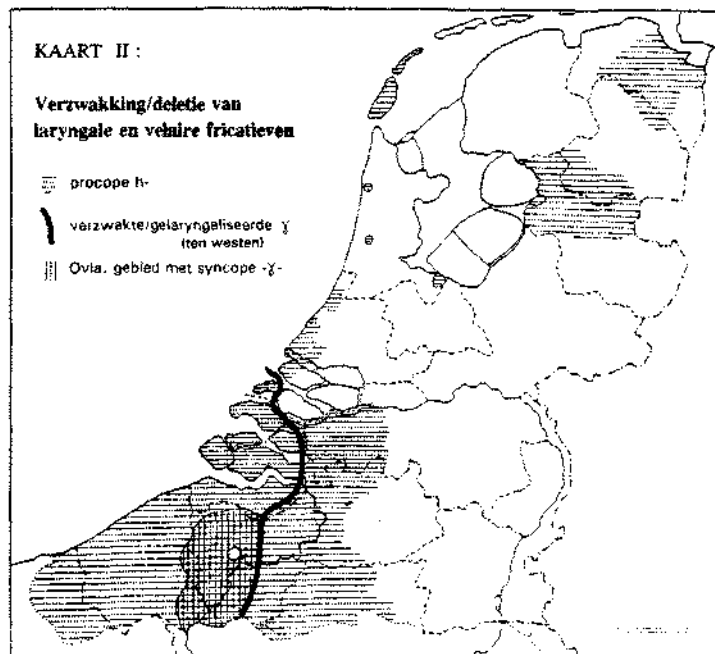 KAART II :
Verzwakking/deletie van
laryngale en velaire fricatieven
procope h-
verzwakte/gelaryngaliseerde ɣ
(ten westen)
Ovla. gebied met syncope -ɣ-